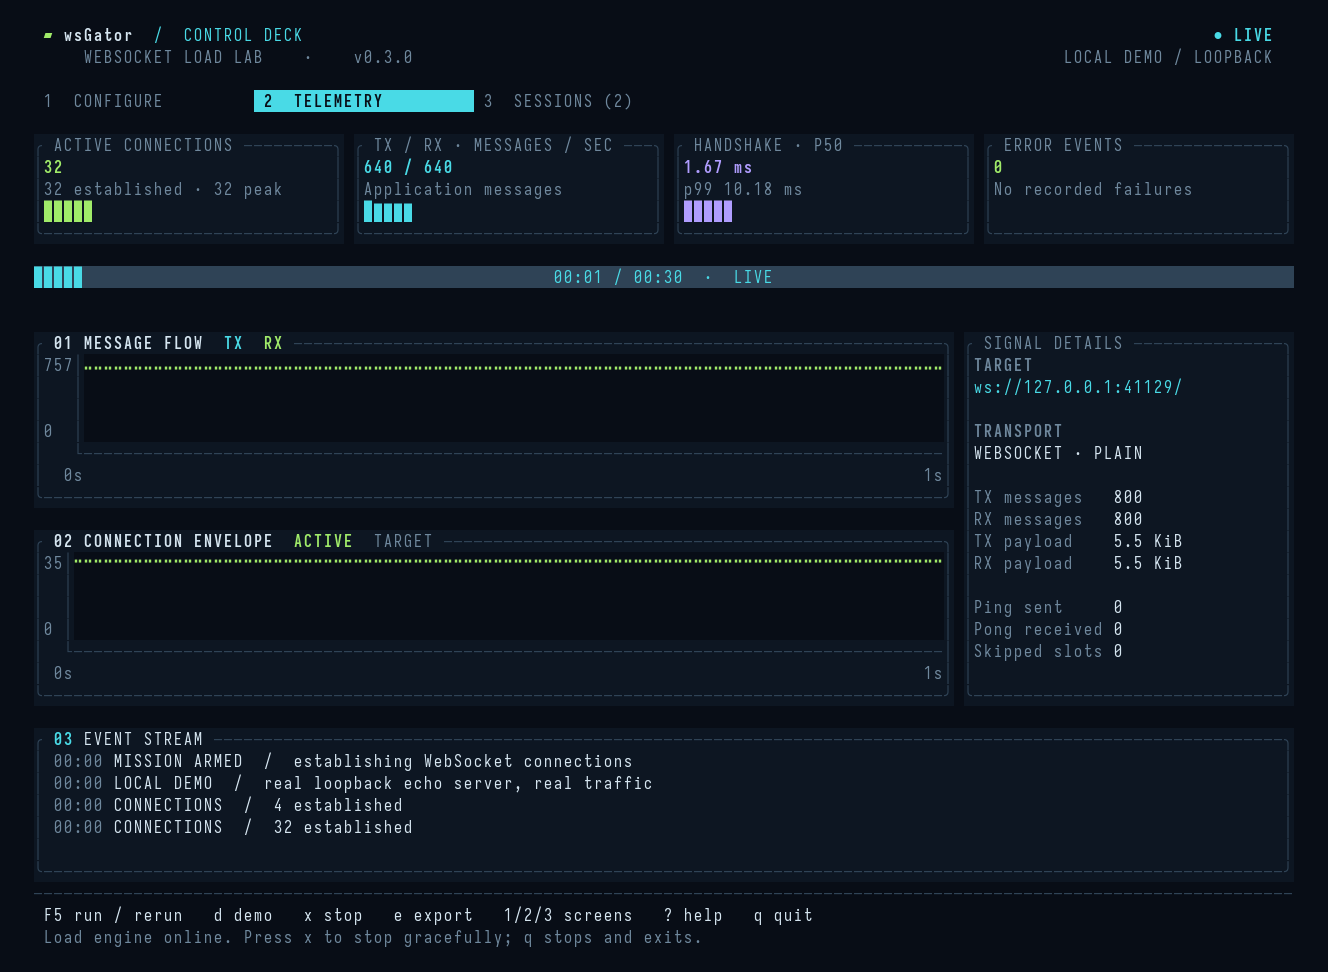 wsGator / CONTROL DECK
● LIVE
WEBSOCKET LOAD LAB · v0.3.0
LOCAL DEMO / LOOPBACK
1 CONFIGURE 2 TELEMETRY 3 SESSIONS (2)
ACTIVE CONNECTIONS
32
32 established · 32 peak
TX / RX · MESSAGES / SEC
640 / 640
Application messages
HANDSHAKE · P50
1.67 ms
p99 10.18 ms
ERROR EVENTS
0
No recorded failures
00:01 / 00:30 · LIVE
01 MESSAGE FLOW TX RX
757
0
0s 1s
02 CONNECTION ENVELOPE ACTIVE TARGET
35
0
0s 1s
SIGNAL DETAILS
TARGET
ws://127.0.0.1:41129/
TRANSPORT
WEBSOCKET · PLAIN
TX messages 800
RX messages 800
TX payload 5.5 KiB
RX payload 5.5 KiB
Ping sent 0
Pong received 0
Skipped slots 0
03 EVENT STREAM
00:00 MISSION ARMED / establishing WebSocket connections
00:00 LOCAL DEMO / real loopback echo server, real traffic
00:00 CONNECTIONS / 4 established
00:00 CONNECTIONS / 32 established
F5 run / rerun d demo x stop e export 1/2/3 screens ? help q quit
Load engine online. Press x to stop gracefully; q stops and exits.